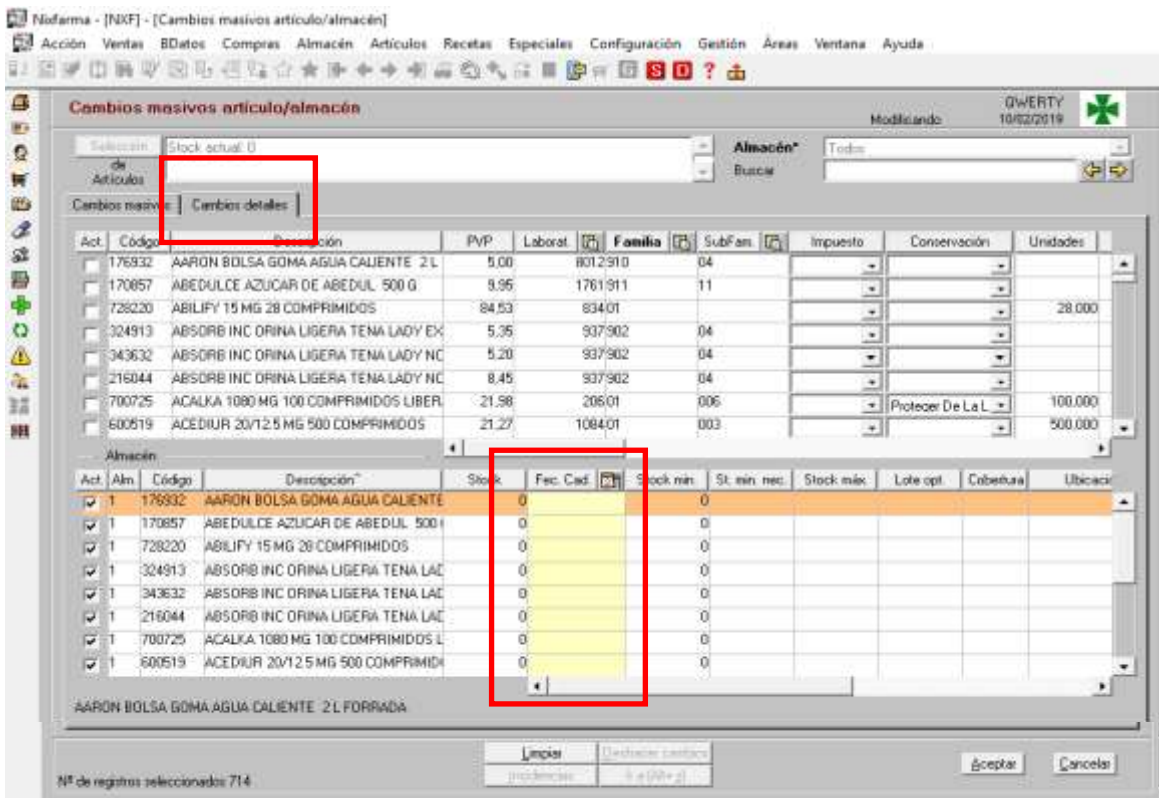 Nixfarma - [NXF] - [Cambios masivos artículo/almacén]
Acción Ventas BDatos Compras Almacén Artículos Recetas Especiales Configuración Gestión Áreas Ventana Ayuda
Cambios masivos artículo/almacén
Modificando
QWERTY
10/02/2019
Selección
de
Artículos
Stock actual: 0
Almacén* Todos
Buscar
Cambios masivos Cambios detalles
Act. Código Descripción PVP Laborat. Familia SubFam. Impuesto Conservación Unidades
176932 AARON BOLSA GOMA AGUA CALIENTE 2 L 5,00 8012 910 04
170857 ABEDULCE AZUCAR DE ABEDUL 500 G 9,95 1761 911 11
728220 ABILIFY 15 MG 28 COMPRIMIDOS 84,53 834 01 28.000
324913 ABSORB INC ORINA LIGERA TENA LADY EX 5,35 937 902 04
343632 ABSORB INC ORINA LIGERA TENA LADY NC 5,20 937 902 04
216044 ABSORB INC ORINA LIGERA TENA LADY NC 8,45 937 902 04
700725 ACALKA 1080 MG 100 COMPRIMIDOS LIBER. 21,98 206 01 006 Proteger De La L 100.000
600519 ACEDIUR 20/12.5 MG 500 COMPRIMIDOS 21,27 1084 01 003 500.000
Almacén
Act. Alm. Código Descripción^ Stock Fec. Cad. Stock mín. St. mín. nec. Stock máx. Lote opt. Cobertura Ubicació
1 176932 AARON BOLSA GOMA AGUA CALIENTE 0 0
1 170857 ABEDULCE AZUCAR DE ABEDUL 500 0 0
1 728220 ABILIFY 15 MG 28 COMPRIMIDOS 0 0
1 324913 ABSORB INC ORINA LIGERA TENA LAD 0 0
1 343632 ABSORB INC ORINA LIGERA TENA LAD 0 0
1 216044 ABSORB INC ORINA LIGERA TENA LAD 0 0
1 700725 ACALKA 1080 MG 100 COMPRIMIDOS L 0 0
1 600519 ACEDIUR 20/12.5 MG 500 COMPRIMID 0 0
AARON BOLSA GOMA AGUA CALIENTE 2 L FORRADA
Limpiar Deshacer cambios
Incidencias
Aceptar Cancelar
Nº de registros seleccionados 714